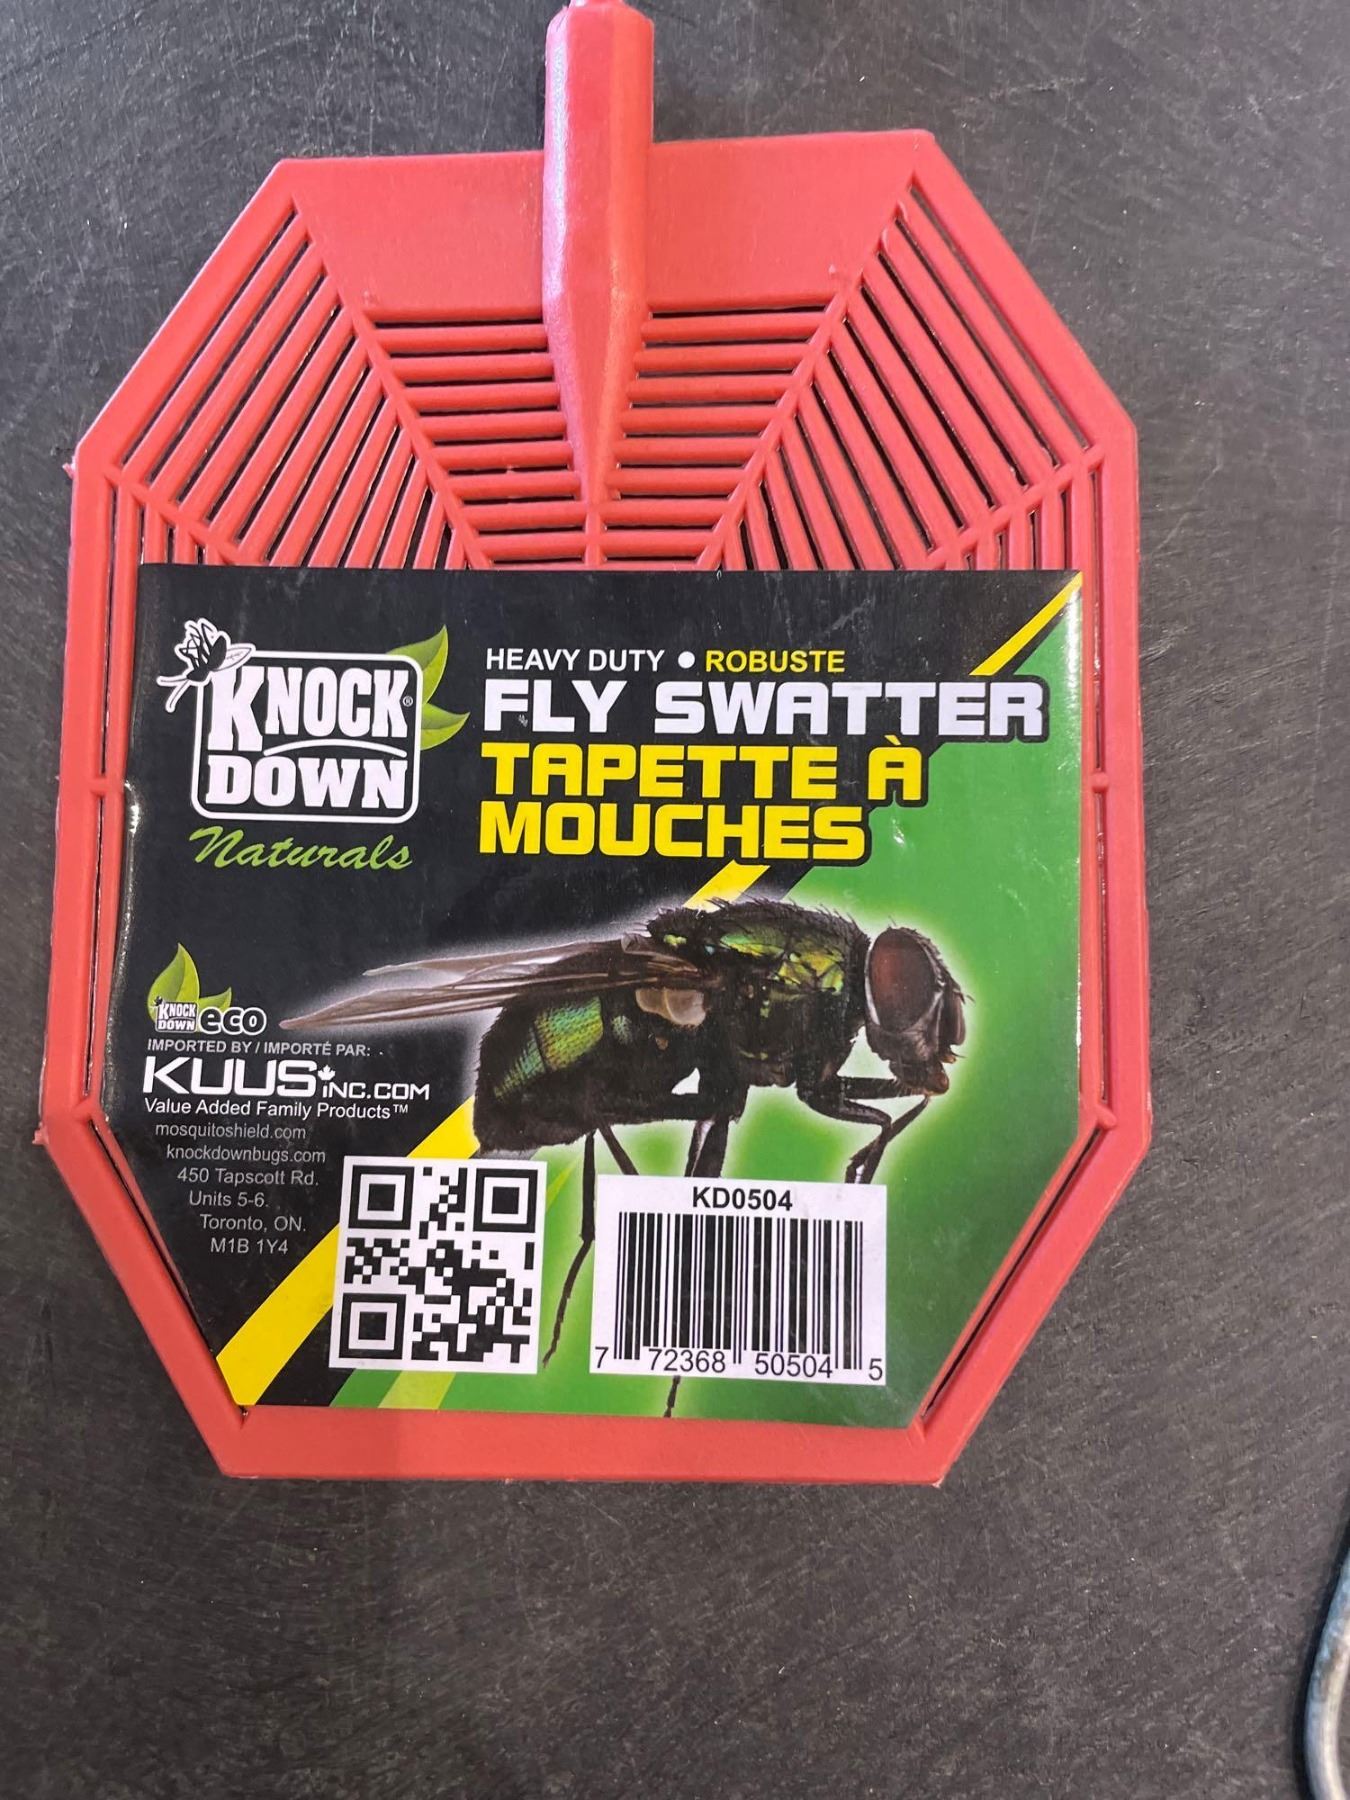 KNOCK®
DOWN
Naturals
HEAVY DUTY • ROBUSTE
FLY SWATTER
TAPETTE À
MOUCHES
KNOCK
DOWN eco
IMPORTED BY / IMPORTÉ PAR:
KUUS INC.COM
Value Added Family Products™
mosquitoshield.com
knockdownbugs.com
450 Tapscott Rd.
Units 5-6.
Toronto, ON.
M1B 1Y4
KD0504
7 72368 50504 5